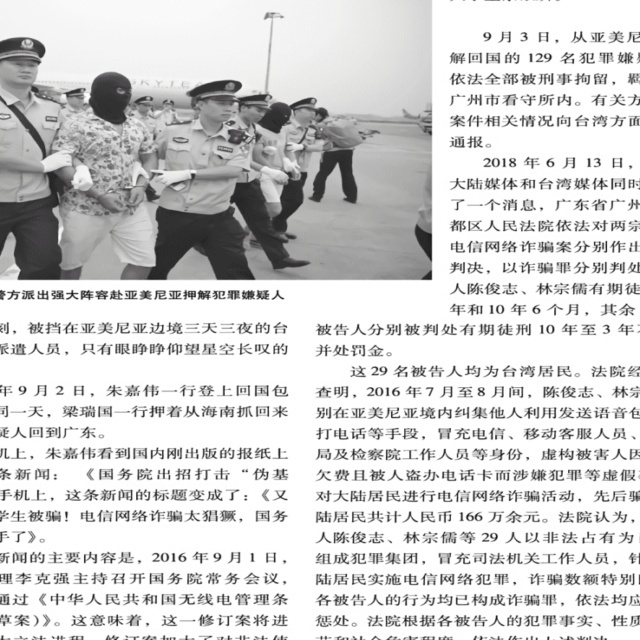 警方派出强大阵容赴亚美尼亚押解犯罪嫌疑人
刻,被挡在亚美尼亚边境三天三夜的台
派遣人员,只有眼睁睁仰望星空长叹的
年 9 月 2 日,朱嘉伟一行登上回国包
同一天,梁瑞国一行押着从海南抓回来
疑人回到广东。
机上,朱嘉伟看到国内刚出版的报纸上
条新闻:《国务院出招打击“伪基
手机上,这条新闻的标题变成了:《又
学生被骗!电信网络诈骗太猖獗,国务
手了》。
新闻的主要内容是,2016 年 9 月 1 日,
理李克强主持召开国务院常务会议,
通过《中华人民共和国无线电管理条
草案)》。这意味着,这一修订案将进
9 月 3 日,从亚美尼
解回国的 129 名犯罪嫌疑
依法全部被刑事拘留,羁
广州市看守所内。有关方
案件相关情况向台湾方面
通报。
2018 年 6 月 13 日,
大陆媒体和台湾媒体同时
了一个消息,广东省广州
都区人民法院依法对两宗
电信网络诈骗案分别作出
判决,以诈骗罪分别判处
人陈俊志、林宗儒有期徒
年和 10 年 6 个月,其余
被告人分别被判处有期徒刑 10 年至 3 年
并处罚金。
这 29 名被告人均为台湾居民。法院经
查明,2016 年 7 月至 8 月间,陈俊志、林宗
别在亚美尼亚境内纠集他人利用发送语音包
打电话等手段,冒充电信、移动客服人员、
局及检察院工作人员等身份,虚构被害人因
欠费且被人盗办电话卡而涉嫌犯罪等虚假事
对大陆居民进行电信网络诈骗活动,先后骗
陆居民共计人民币 166 万余元。法院认为,
人陈俊志、林宗儒等 29 人以非法占有为
组成犯罪集团,冒充司法机关工作人员,针
陆居民实施电信网络犯罪,诈骗数额特别
各被告人的行为均已构成诈骗罪,依法均应
惩处。法院根据各被告人的犯罪事实、性质